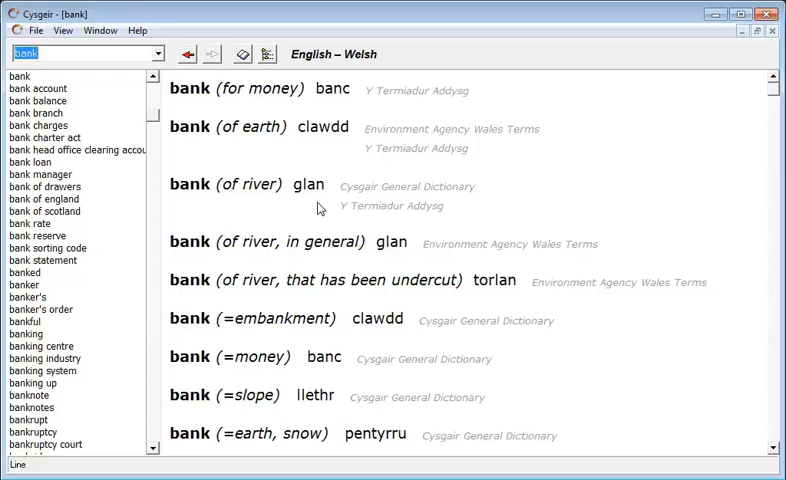 Cysgeir - [bank]
File View Window Help
bank English – Welsh
bank
bank account
bank balance
bank branch
bank charges
bank charter act
bank head office clearing accou
bank loan
bank manager
bank of drawers
bank of england
bank of scotland
bank rate
bank reserve
bank sorting code
bank statement
banked
banker
banker's
banker's order
bankful
banking
banking centre
banking industry
banking system
banking up
banknote
banknotes
bankrupt
bankruptcy
bankruptcy court
bank (for money) banc Y Termiadur Addysg
bank (of earth) clawdd Environment Agency Wales Terms
Y Termiadur Addysg
bank (of river) glan Cysgair General Dictionary
Y Termiadur Addysg
bank (of river, in general) glan Environment Agency Wales Terms
bank (of river, that has been undercut) torlan Environment Agency Wales Terms
bank (=embankment) clawdd Cysgair General Dictionary
bank (=money) banc Cysgair General Dictionary
bank (=slope) llethr Cysgair General Dictionary
bank (=earth, snow) pentyrru Cysgair General Dictionary
Line